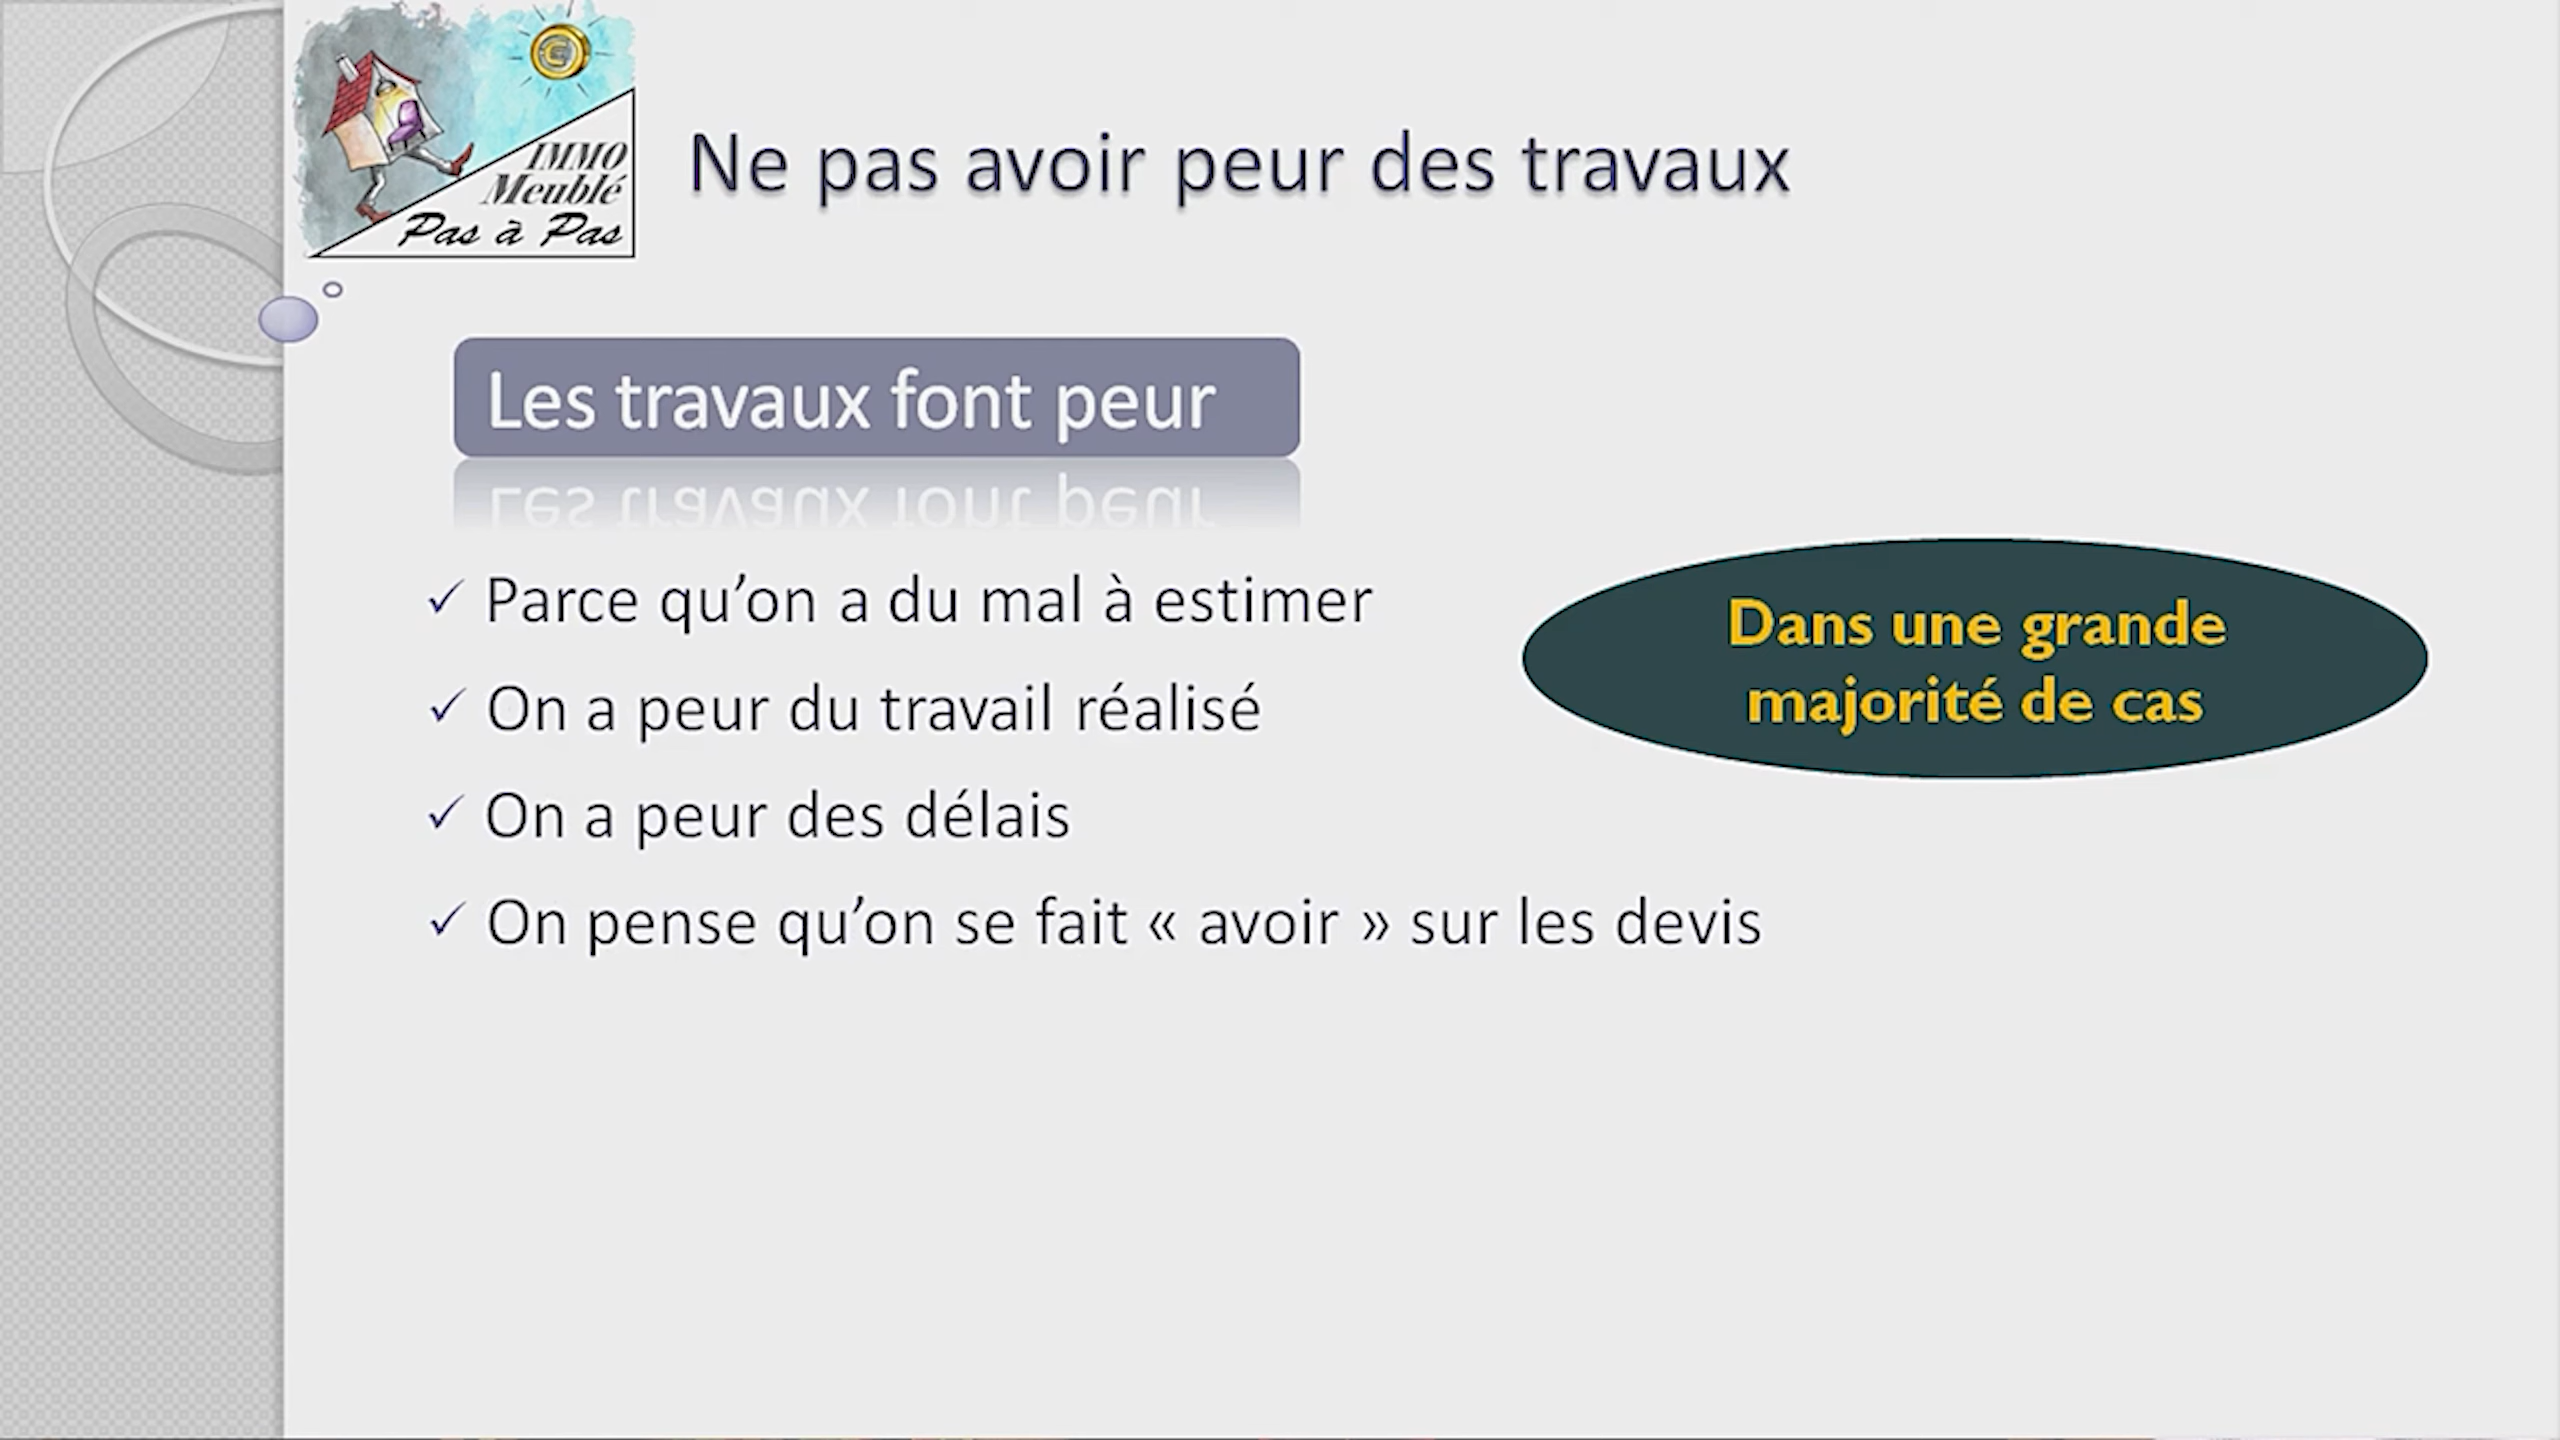 IMMO
Meublé
Pas à Pas
Ne pas avoir peur des travaux
Les travaux font peur
Parce qu’on a du mal à estimer
On a peur du travail réalisé
On a peur des délais
On pense qu’on se fait « avoir » sur les devis
Dans une grande
majorité de cas